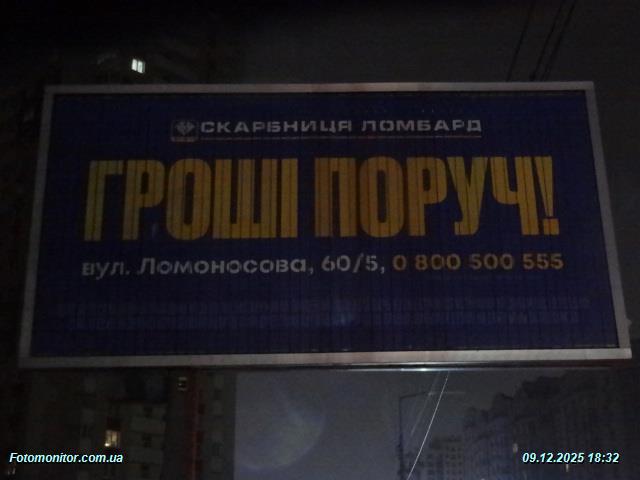 СКАРБНИЦЯ ЛОМБАРД
ГРОШІ ПОРУЧ!
вул. Ломоносова, 60/5, 0 800 500 555
Fotomonitor.com.ua
09.12.2025 18:32